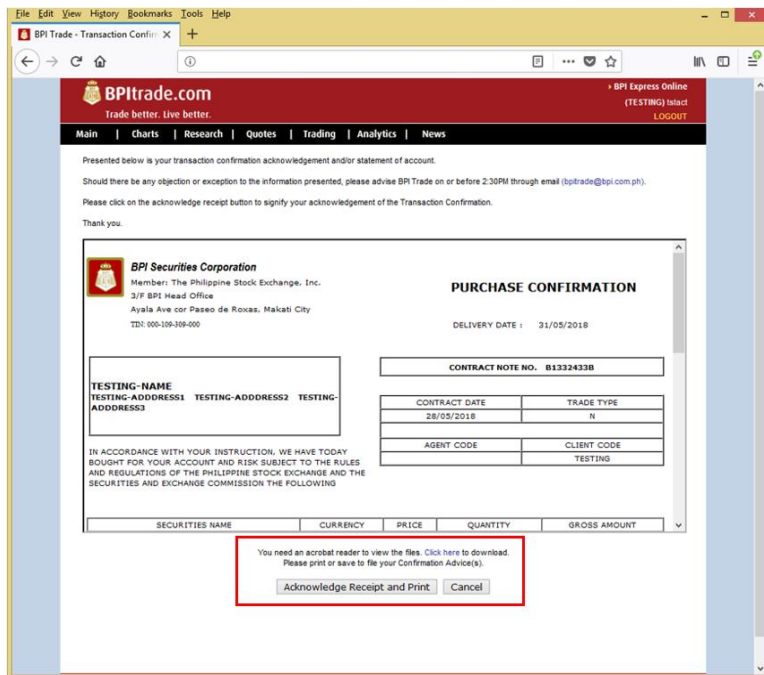 File Edit View History Bookmarks Tools Help
BPI Trade - Transaction Confir
BPItrade.com
Trade better. Live better.
BPI Express Online
(TESTING) tstact
LOGOUT
Main | Charts | Research | Quotes | Trading | Analytics | News
Presented below is your transaction confirmation acknowledgement and/or statement of account.
Should there be any objection or exception to the information presented, please advise BPI Trade on or before 2:30PM through email (bpitrade@bpi.com.ph).
Please click on the acknowledge receipt button to signify your acknowledgement of the Transaction Confirmation.
Thank you.
BPI Securities Corporation
Member: The Philippine Stock Exchange, Inc.
3/F BPI Head Office
Ayala Ave cor Paseo de Roxas, Makati City
TIN: 000-109-309-000
PURCHASE CONFIRMATION
DELIVERY DATE : 31/05/2018
CONTRACT NOTE NO. B1332433B
TESTING-NAME
TESTING-ADDDRESS1 TESTING-ADDDRESS2 TESTING-
ADDDRESS3
CONTRACT DATE TRADE TYPE
28/05/2018 N
AGENT CODE CLIENT CODE
TESTING
IN ACCORDANCE WITH YOUR INSTRUCTION, WE HAVE TODAY
BOUGHT FOR YOUR ACCOUNT AND RISK SUBJECT TO THE RULES
AND REGULATIONS OF THE PHILIPPINE STOCK EXCHANGE AND THE
SECURITIES AND EXCHANGE COMMISSION THE FOLLOWING
SECURITIES NAME CURRENCY PRICE QUANTITY GROSS AMOUNT
You need an acrobat reader to view the files. Click here to download.
Please print or save to file your Confirmation Advice(s).
Acknowledge Receipt and Print Cancel